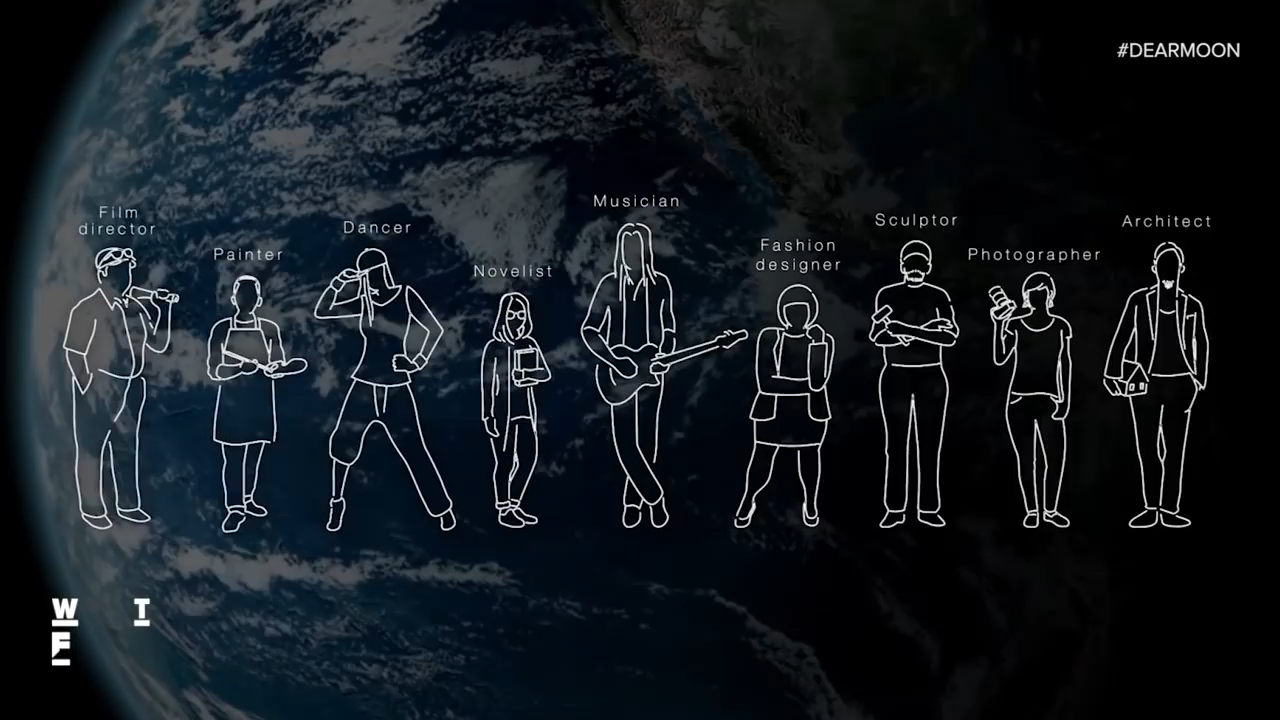 #DEARMOON
Musician
Film
director
Dancer
Sculptor
Architect
Painter
Fashion
designer
Photographer
Novelist
W T
F